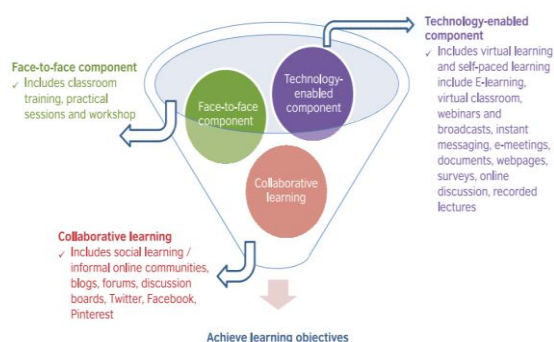 Technology-enabled
component
✓ Includes virtual learning
and self-paced learning
include E-learning,
virtual classroom,
webinars and
broadcasts, instant
messaging, e-meetings,
documents, webpages,
surveys, online
discussion, recorded
lectures
Face-to-face component
✓ Includes classroom
training, practical
sessions and workshop
Face-to-face
component
Technology-
enabled
component
Collaborative
learning
Collaborative learning
✓ Includes social learning /
informal online communities,
blogs, forums, discussion
boards, Twitter, Facebook,
Pinterest
Achieve learning objectives